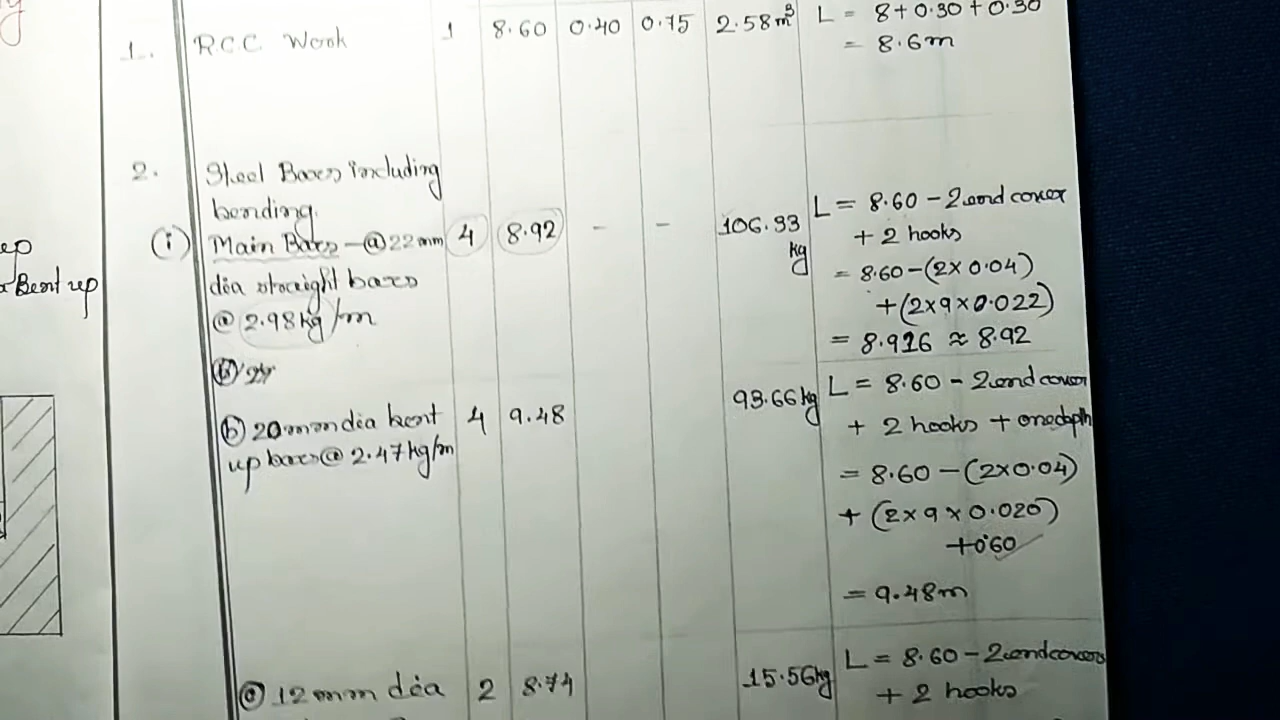 1. R.C.C. Work 1 8.60 0.40 0.75 2.58m³ L = 8+0.30+0.30
= 8.6m
2. Steel Bars including
bending.
(i) Main Bars - @ 22mm 4 8.92 - - 106.33 kg L = 8.60 - 2 end cover
+ 2 hooks
dia straight bars = 8.60-(2×0.04)
@ 2.98kg/m +(2×9×0.022)
= 8.916 ≈ 8.92
ep
Bent up
(b) 20mm dia bent 4 9.48 93.66kg L = 8.60 - 2 end cover
up bars @ 2.47kg/m + 2 hooks + one depth
= 8.60 - (2×0.04)
+ (2×9×0.020)
+0.60
= 9.48m
(c) 12mm dia 2 8.74 15.56kg L = 8.60 - 2 end covers
+ 2 hooks